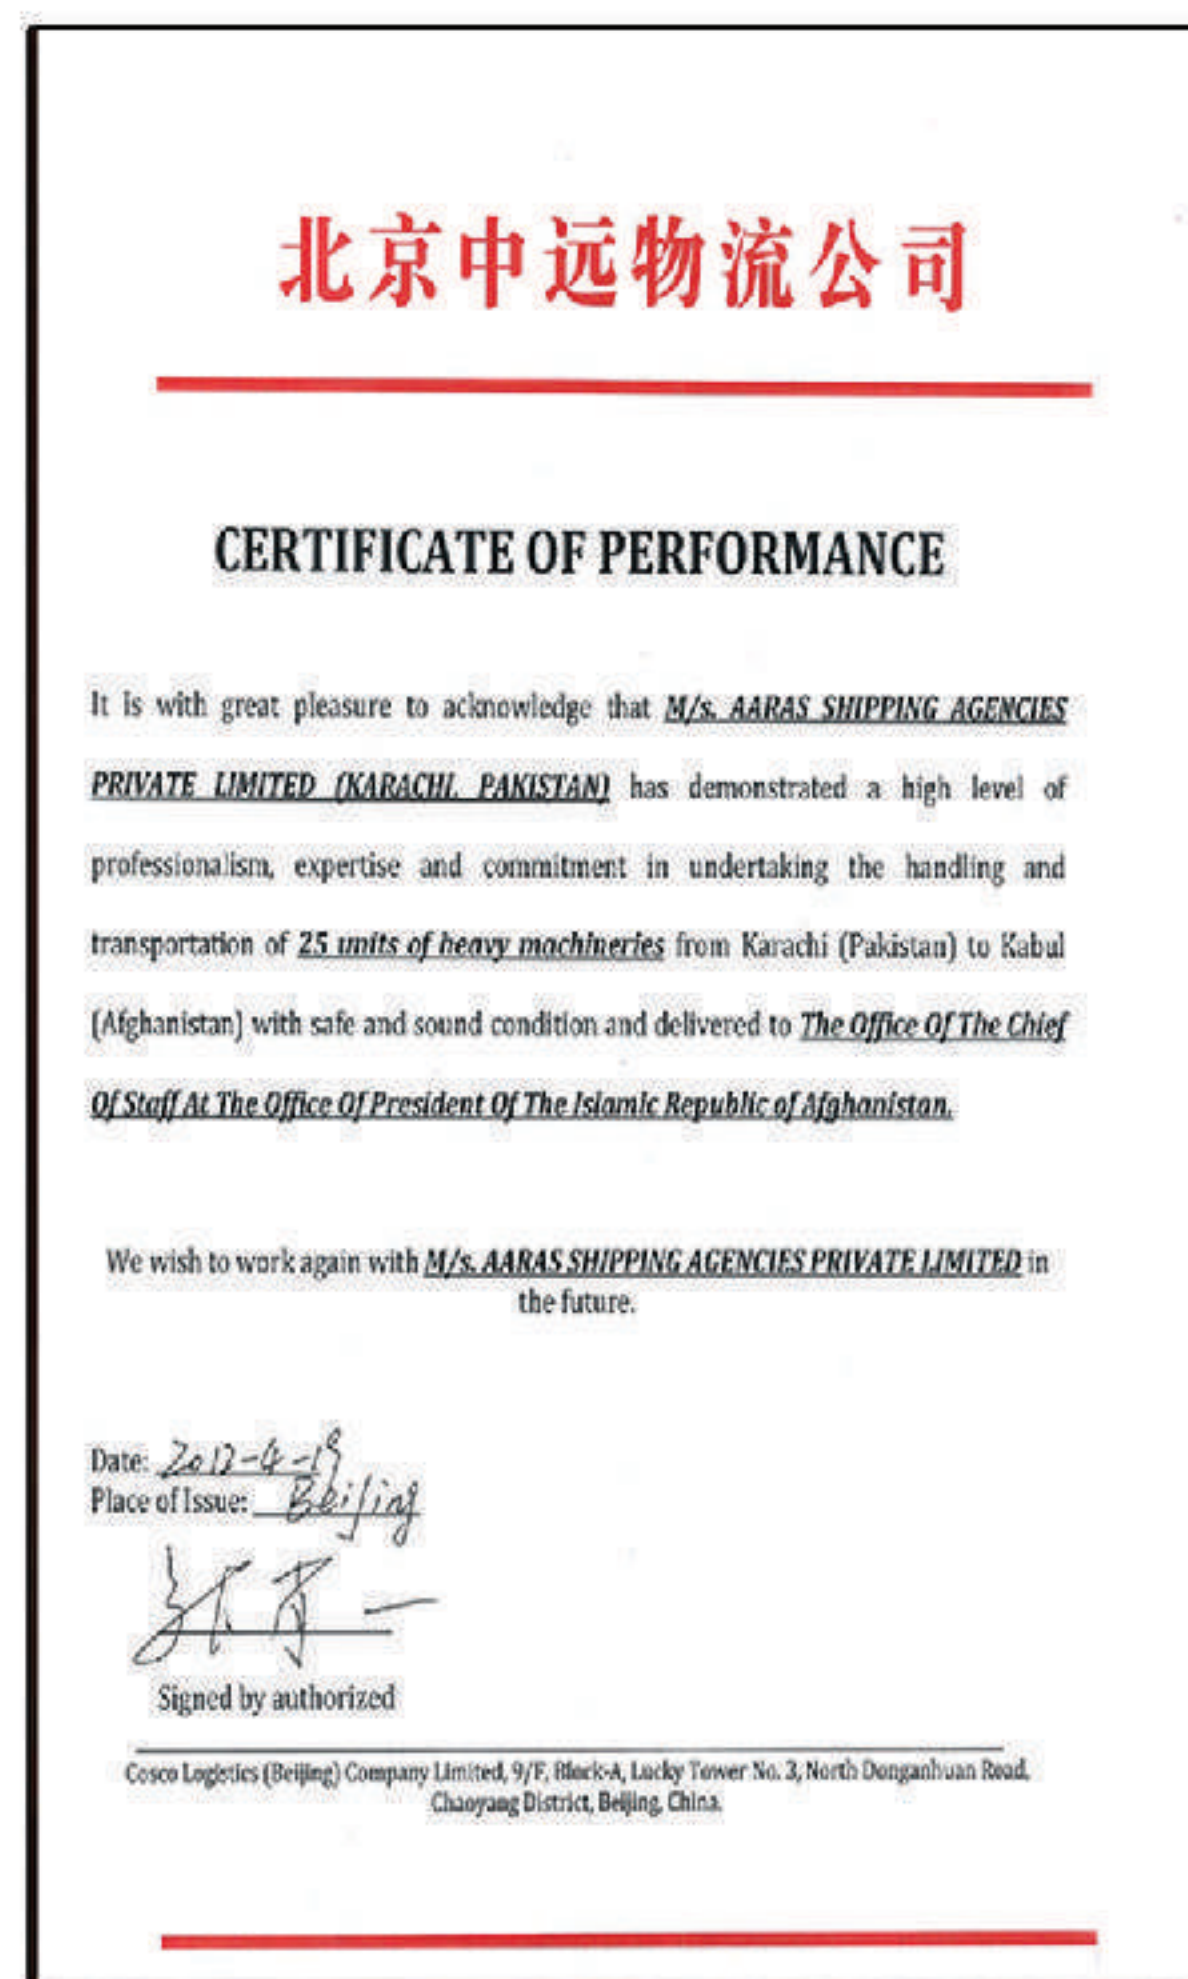 北京中远物流公司
CERTIFICATE OF PERFORMANCE
It is with great pleasure to acknowledge that M/s. AARAS SHIPPING AGENCIES
PRIVATE LIMITED (KARACHI, PAKISTAN) has demonstrated a high level of
professionalism, expertise and commitment in undertaking the handling and
transportation of 25 units of heavy machineries from Karachi (Pakistan) to Kabul
(Afghanistan) with safe and sound condition and delivered to The Office Of The Chief
Of Staff At The Office Of President Of The Islamic Republic of Afghanistan.
We wish to work again with M/s. AARAS SHIPPING AGENCIES PRIVATE LIMITED in
the future.
Date:
Place of Issue: Beijing
Signed by authorized
Cosco Logistics (Beijing) Company Limited, 9/F, Block-A, Lucky Tower No. 3, North Donganhuan Road,
Chaoyang District, Beijing, China.